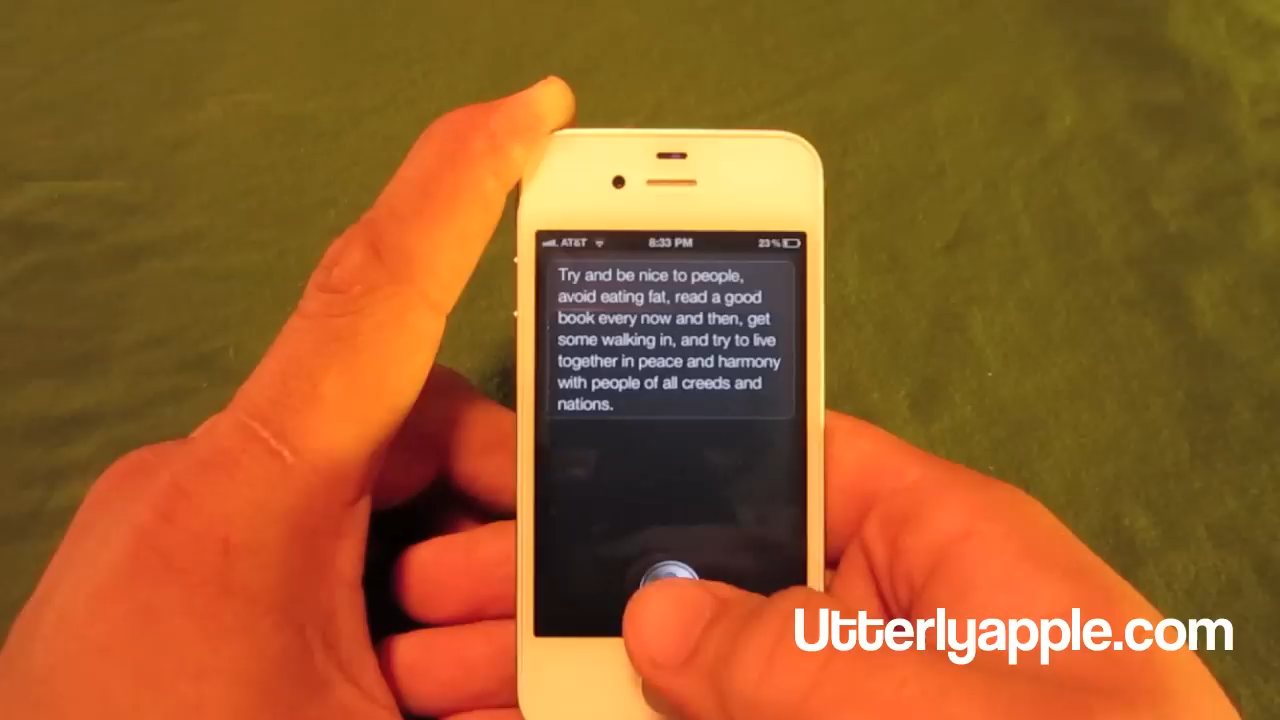 AT&T 8:33 PM 23%
Try and be nice to people,
avoid eating fat, read a good
book every now and then, get
some walking in, and try to live
together in peace and harmony
with people of all creeds and
nations.
Utterlyapple.com